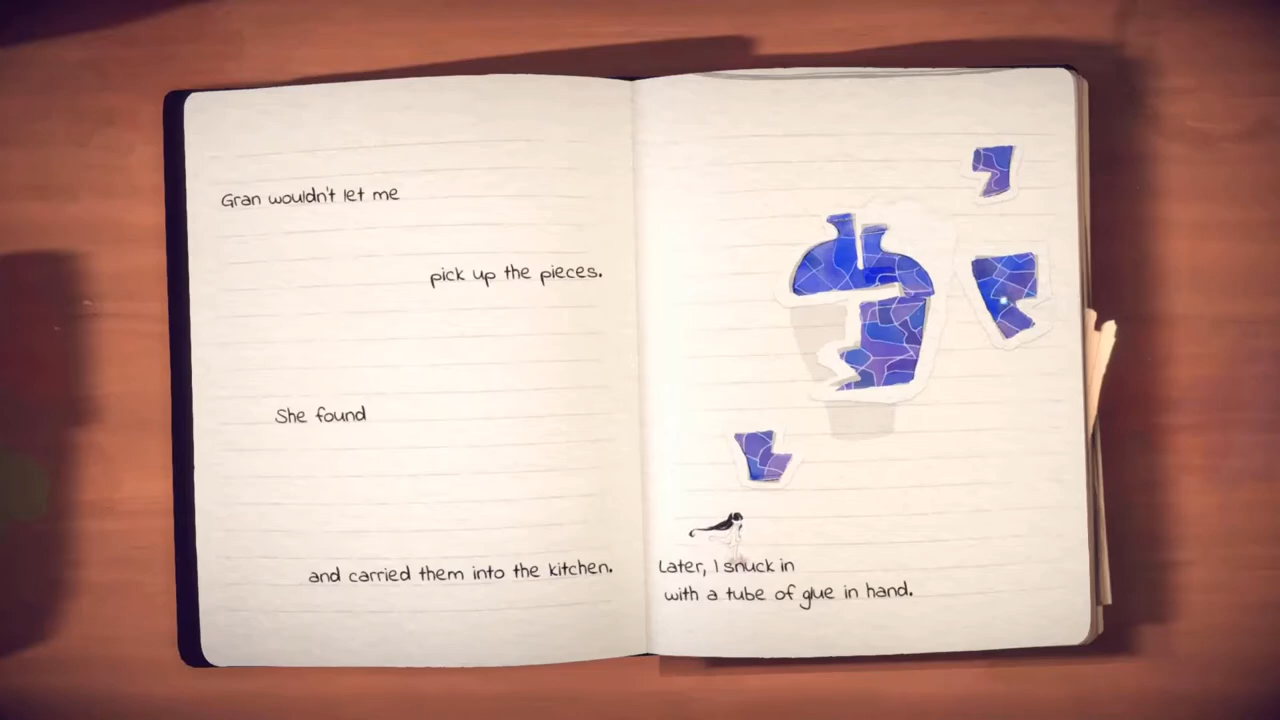 Gran wouldn't let me
pick up the pieces.
She found
and carried them into the kitchen.
Later, I snuck in
with a tube of glue in hand.